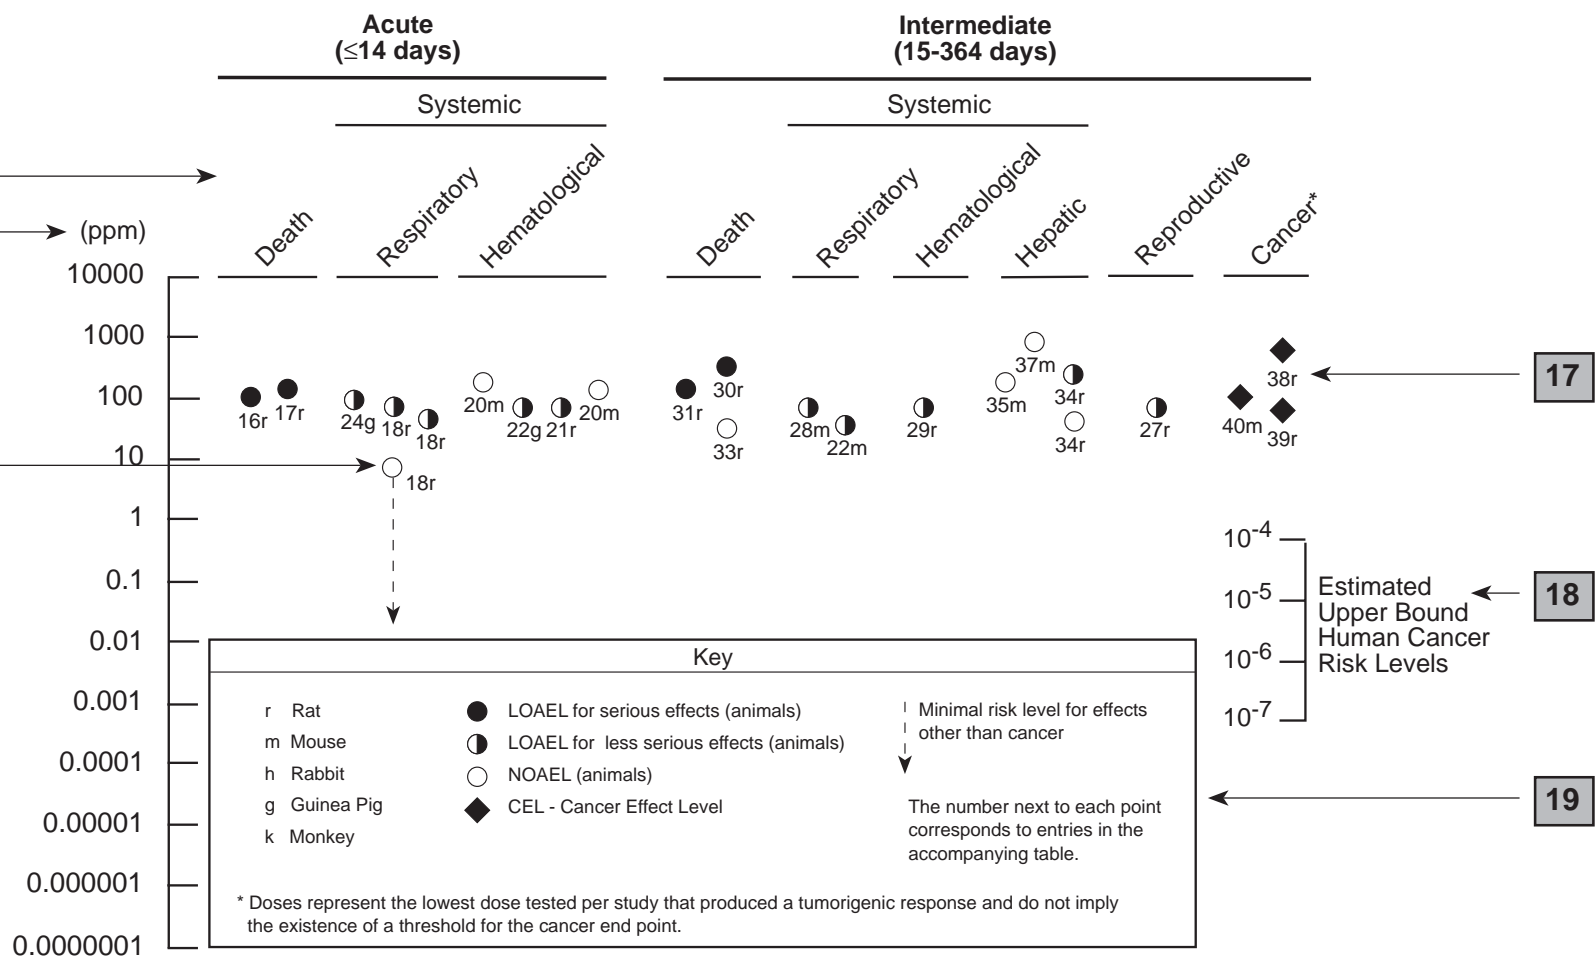 Acute
(≤14 days)
Intermediate
(15-364 days)
Systemic
Systemic
(ppm)
Death
Respiratory
Hematological
Death
Respiratory
Hematological
Hepatic
Reproductive
Cancer*
10000
1000
100
10
1
0.1
0.01
0.001
0.0001
0.00001
0.000001
0.0000001
16r
17r
24g
18r
18r
18r
20m
22g
21r
20m
31r
30r
33r
28m
22m
29r
35m
37m
34r
34r
27r
40m
38r
39r
17
10-4
10-5
10-6
10-7
Estimated
Upper Bound
Human Cancer
Risk Levels
18
Key
r Rat
m Mouse
h Rabbit
g Guinea Pig
k Monkey
LOAEL for serious effects (animals)
LOAEL for less serious effects (animals)
NOAEL (animals)
CEL - Cancer Effect Level
Minimal risk level for effects
other than cancer
The number next to each point
corresponds to entries in the
accompanying table.
* Doses represent the lowest dose tested per study that produced a tumorigenic response and do not imply
the existence of a threshold for the cancer end point.
19